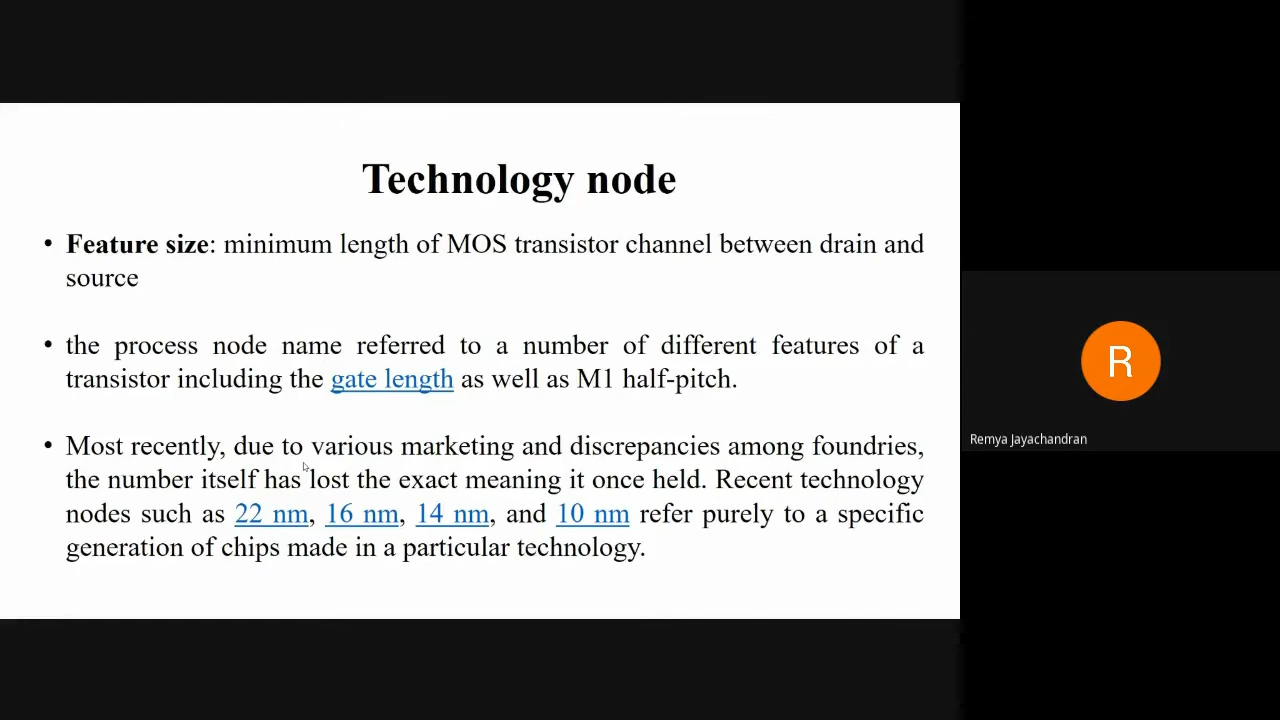 Technology node
• Feature size: minimum length of MOS transistor channel between drain and
source
• the process node name referred to a number of different features of a
transistor including the gate length as well as M1 half-pitch.
• Most recently, due to various marketing and discrepancies among foundries,
the number itself has lost the exact meaning it once held. Recent technology
nodes such as 22 nm, 16 nm, 14 nm, and 10 nm refer purely to a specific
generation of chips made in a particular technology.
R
Remya Jayachandran